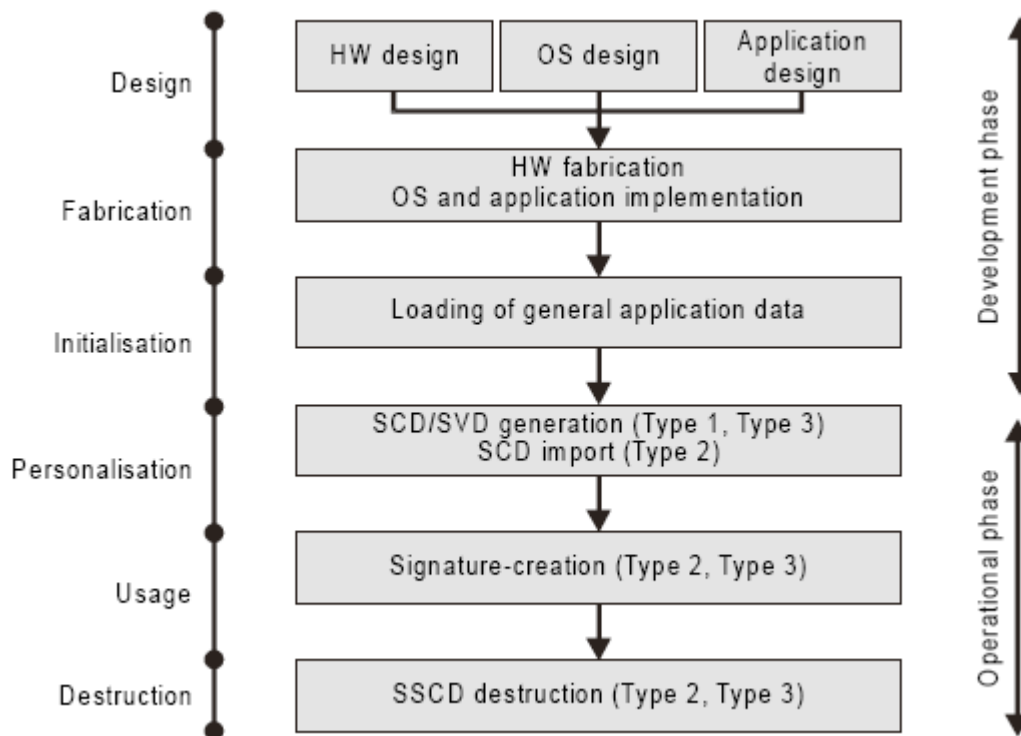 HW design
OS design
Application
design
Design
HW fabrication
OS and application implementation
Fabrication
Loading of general application data
Initialisation
Development phase
SCD/SVD generation (Type 1, Type 3)
SCD import (Type 2)
Personalisation
Signature-creation (Type 2, Type 3)
Usage
SSCD destruction (Type 2, Type 3)
Destruction
Operational phase